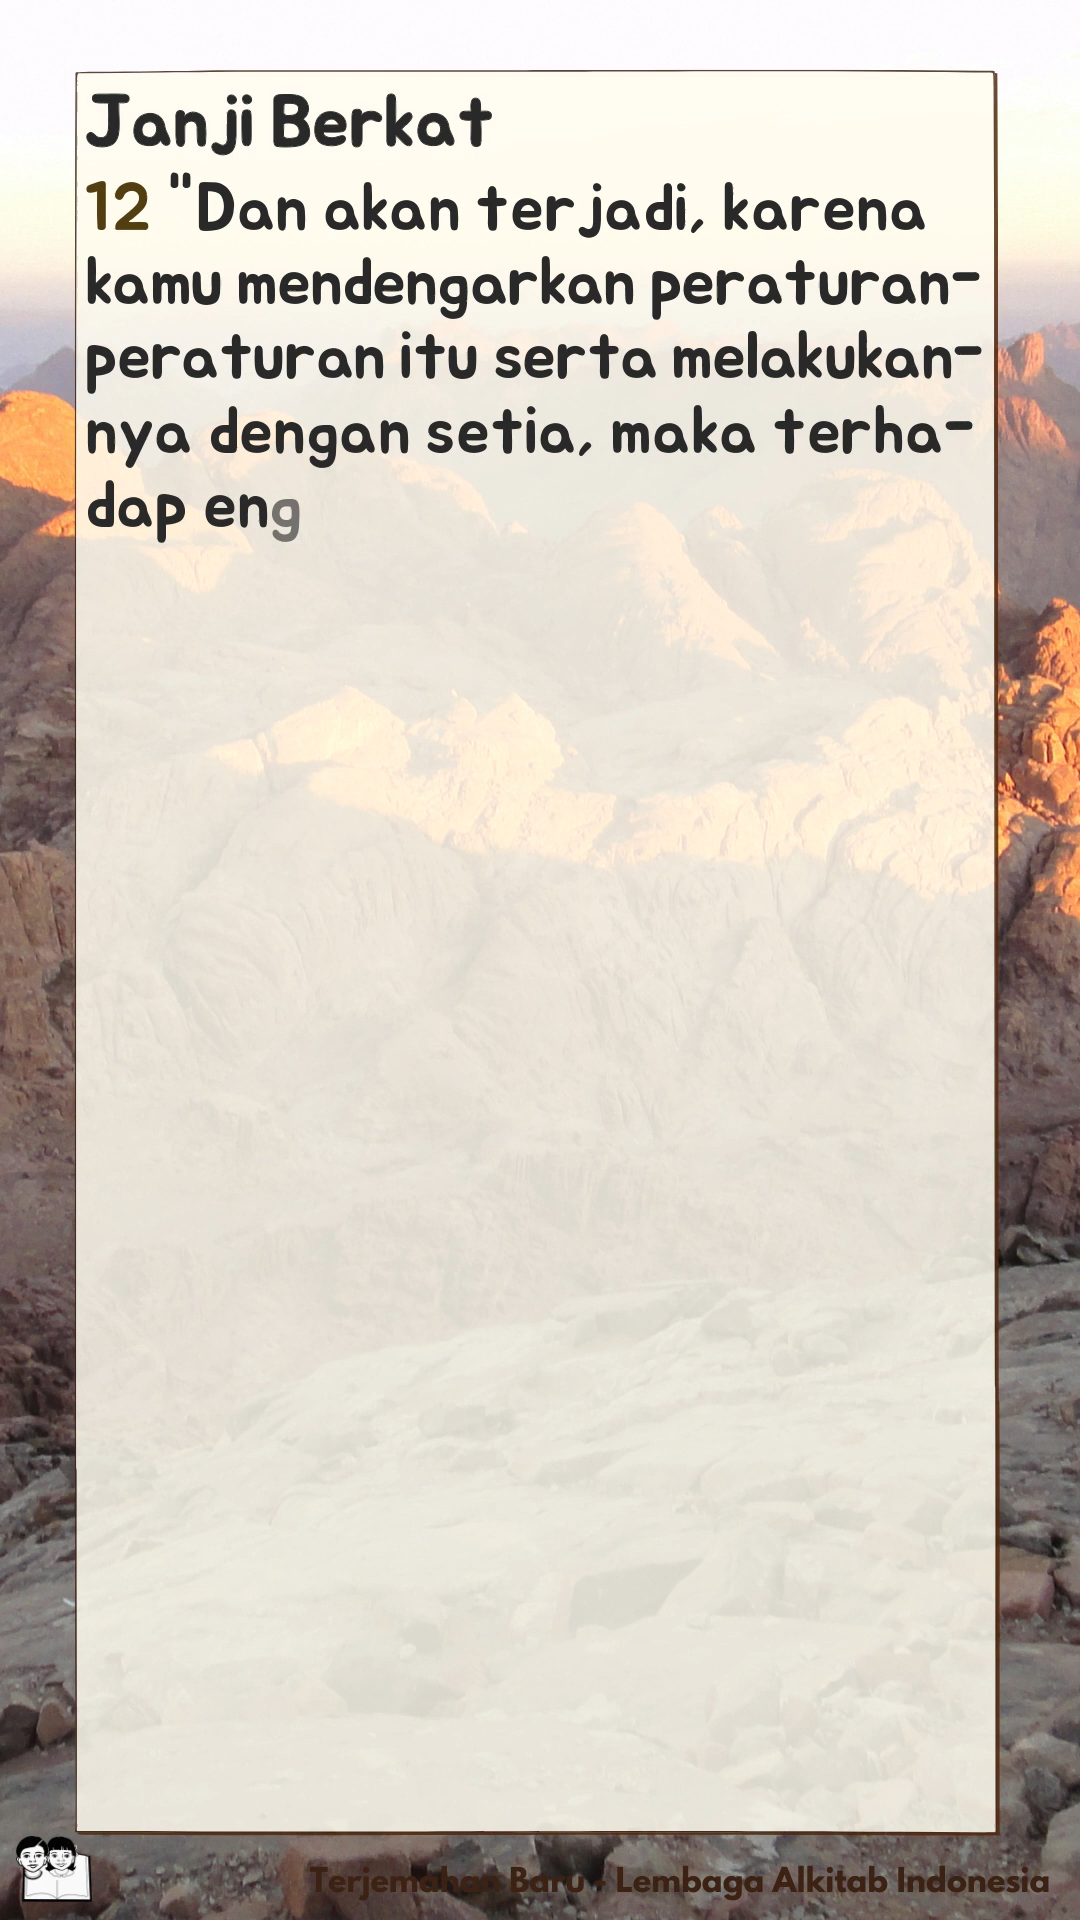 Janji Berkat
12 "Dan akan terjadi, karena
kamu mendengarkan peraturan-
peraturan itu serta melakukan-
nya dengan setia, maka terha-
dap eng
Terjemahan Baru - Lembaga Alkitab Indonesia